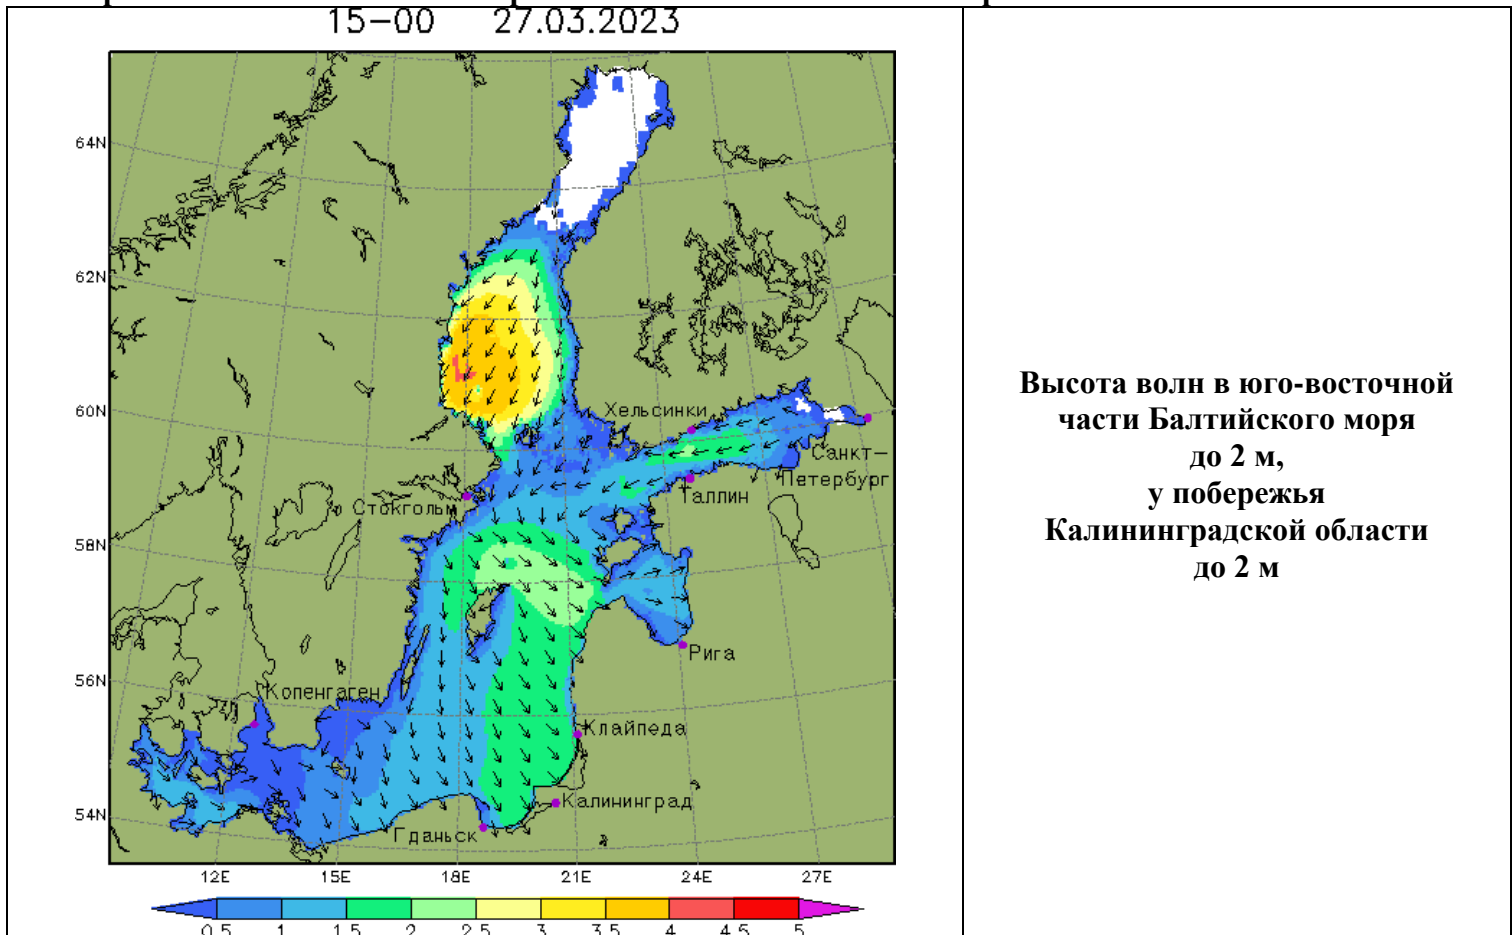 15-00 27.03.2023
64N
62N
60N
58N
56N
54N
Хельсинки
Санкт-
Петербург
Таллин
Стокгольм
Рига
Копенгаген
Клайпеда
Калининград
Гданьск
12E 15E 18E 21E 24E 27E
0.5 1 1.5 2 2.5 3 3.5 4 4.5 5
Высота волн в юго-восточной
части Балтийского моря
до 2 м,
у побережья
Калининградской области
до 2 м